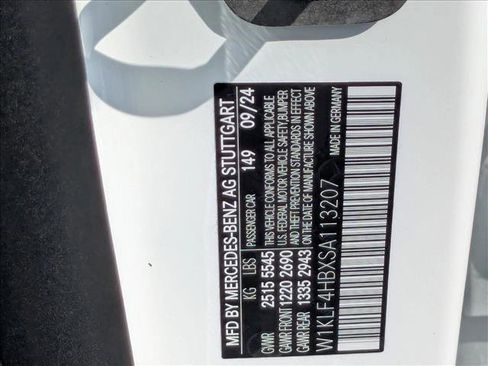 MFD BY MERCEDES-BENZ AG STUTTGART
KG LBS PASSENGER CAR 149 09/24
GVWR 2515 5545 THIS VEHICLE CONFORMS TO ALL APPLICABLE
GAWR FRONT 1220 2690 U.S. FEDERAL MOTOR VEHICLE SAFETY, BUMPER
GAWR REAR 1335 2943 AND THEFT PREVENTION STANDARDS IN EFFECT
ON DATE OF MANUFACTURE SHOWN ABOVE
W1KLF4HBXSA113207 MADE IN GERMANY